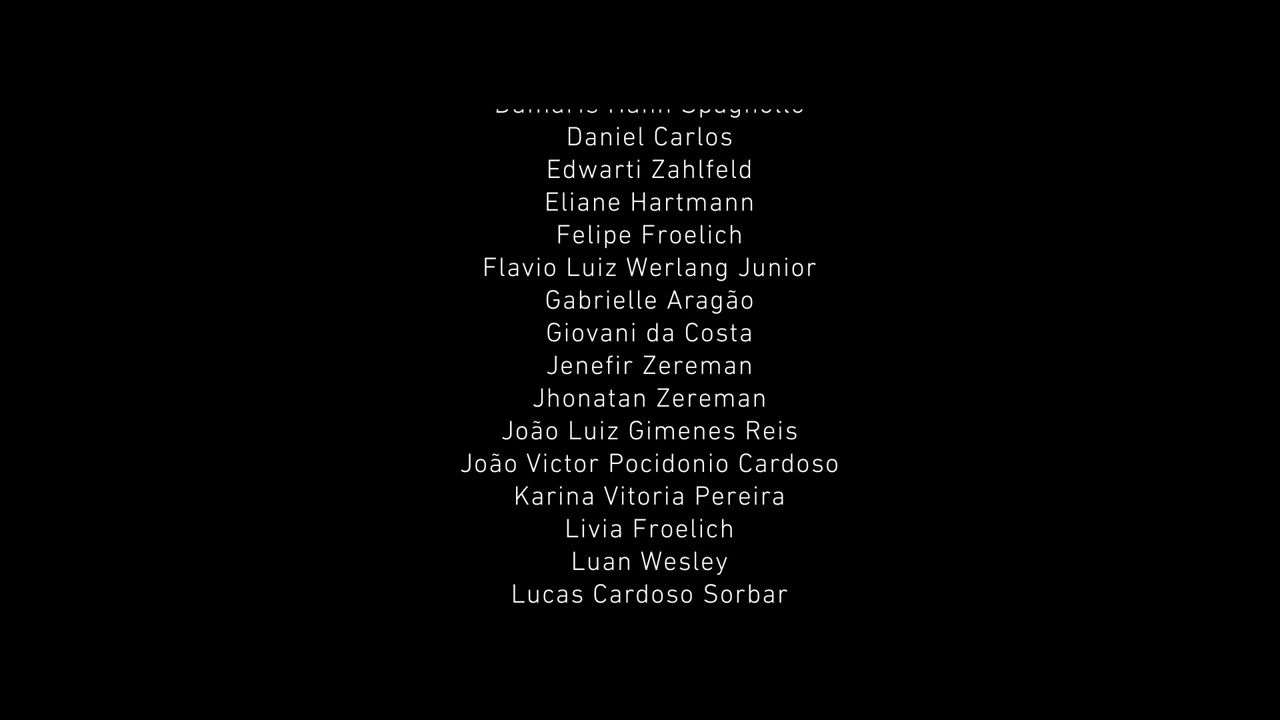 Daniel Carlos
Edwarti Zahlfeld
Eliane Hartmann
Felipe Froelich
Flavio Luiz Werlang Junior
Gabrielle Aragão
Giovani da Costa
Jenefir Zereman
Jhonatan Zereman
João Luiz Gimenes Reis
João Victor Pocidonio Cardoso
Karina Vitoria Pereira
Livia Froelich
Luan Wesley
Lucas Cardoso Sorbar